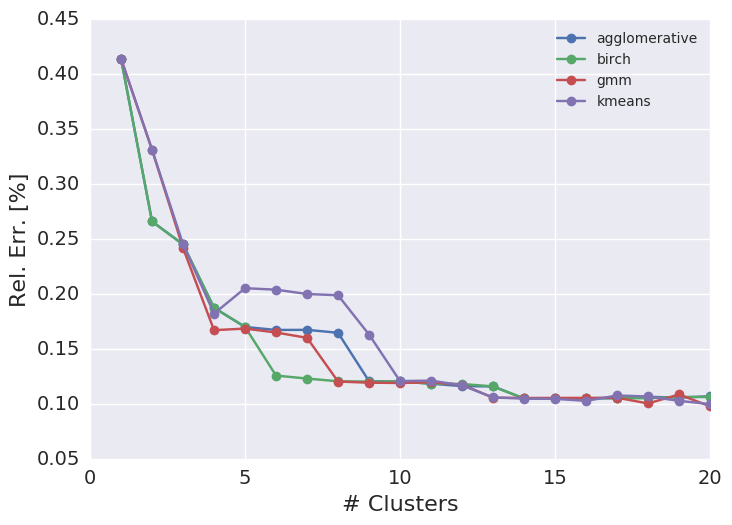 0.45
0.40
0.35
0.30
0.25
0.20
0.15
0.10
0.05
Rel. Err. [%]
agglomerative
birch
gmm
kmeans
0 5 10 15 20
# Clusters